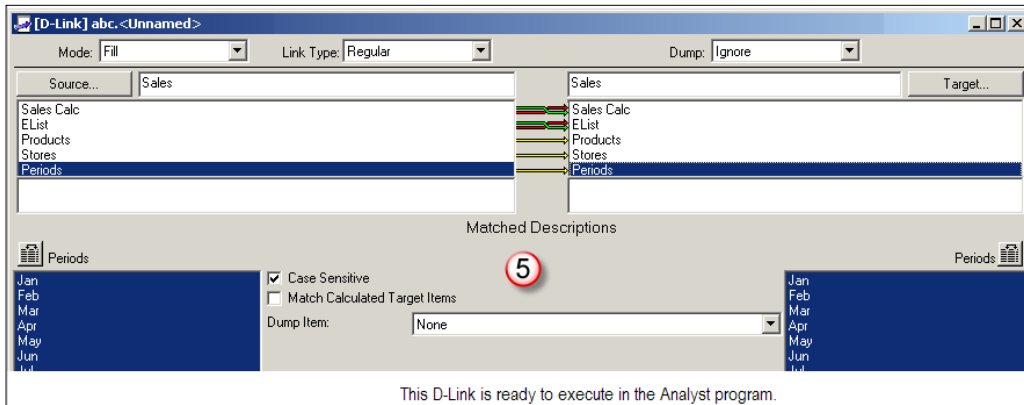 [D-Link] abc.<Unnamed>
Mode: Fill Link Type: Regular Dump: Ignore
Source... Sales Sales Target...
Sales Calc Sales Calc
EList EList
Products Products
Stores Stores
Periods Periods
Matched Descriptions
Periods Periods
5
Jan Case Sensitive Jan
Feb Match Calculated Target Items Feb
Mar Mar
Apr Dump Item: None Apr
May May
Jun Jun
This D-Link is ready to execute in the Analyst program.